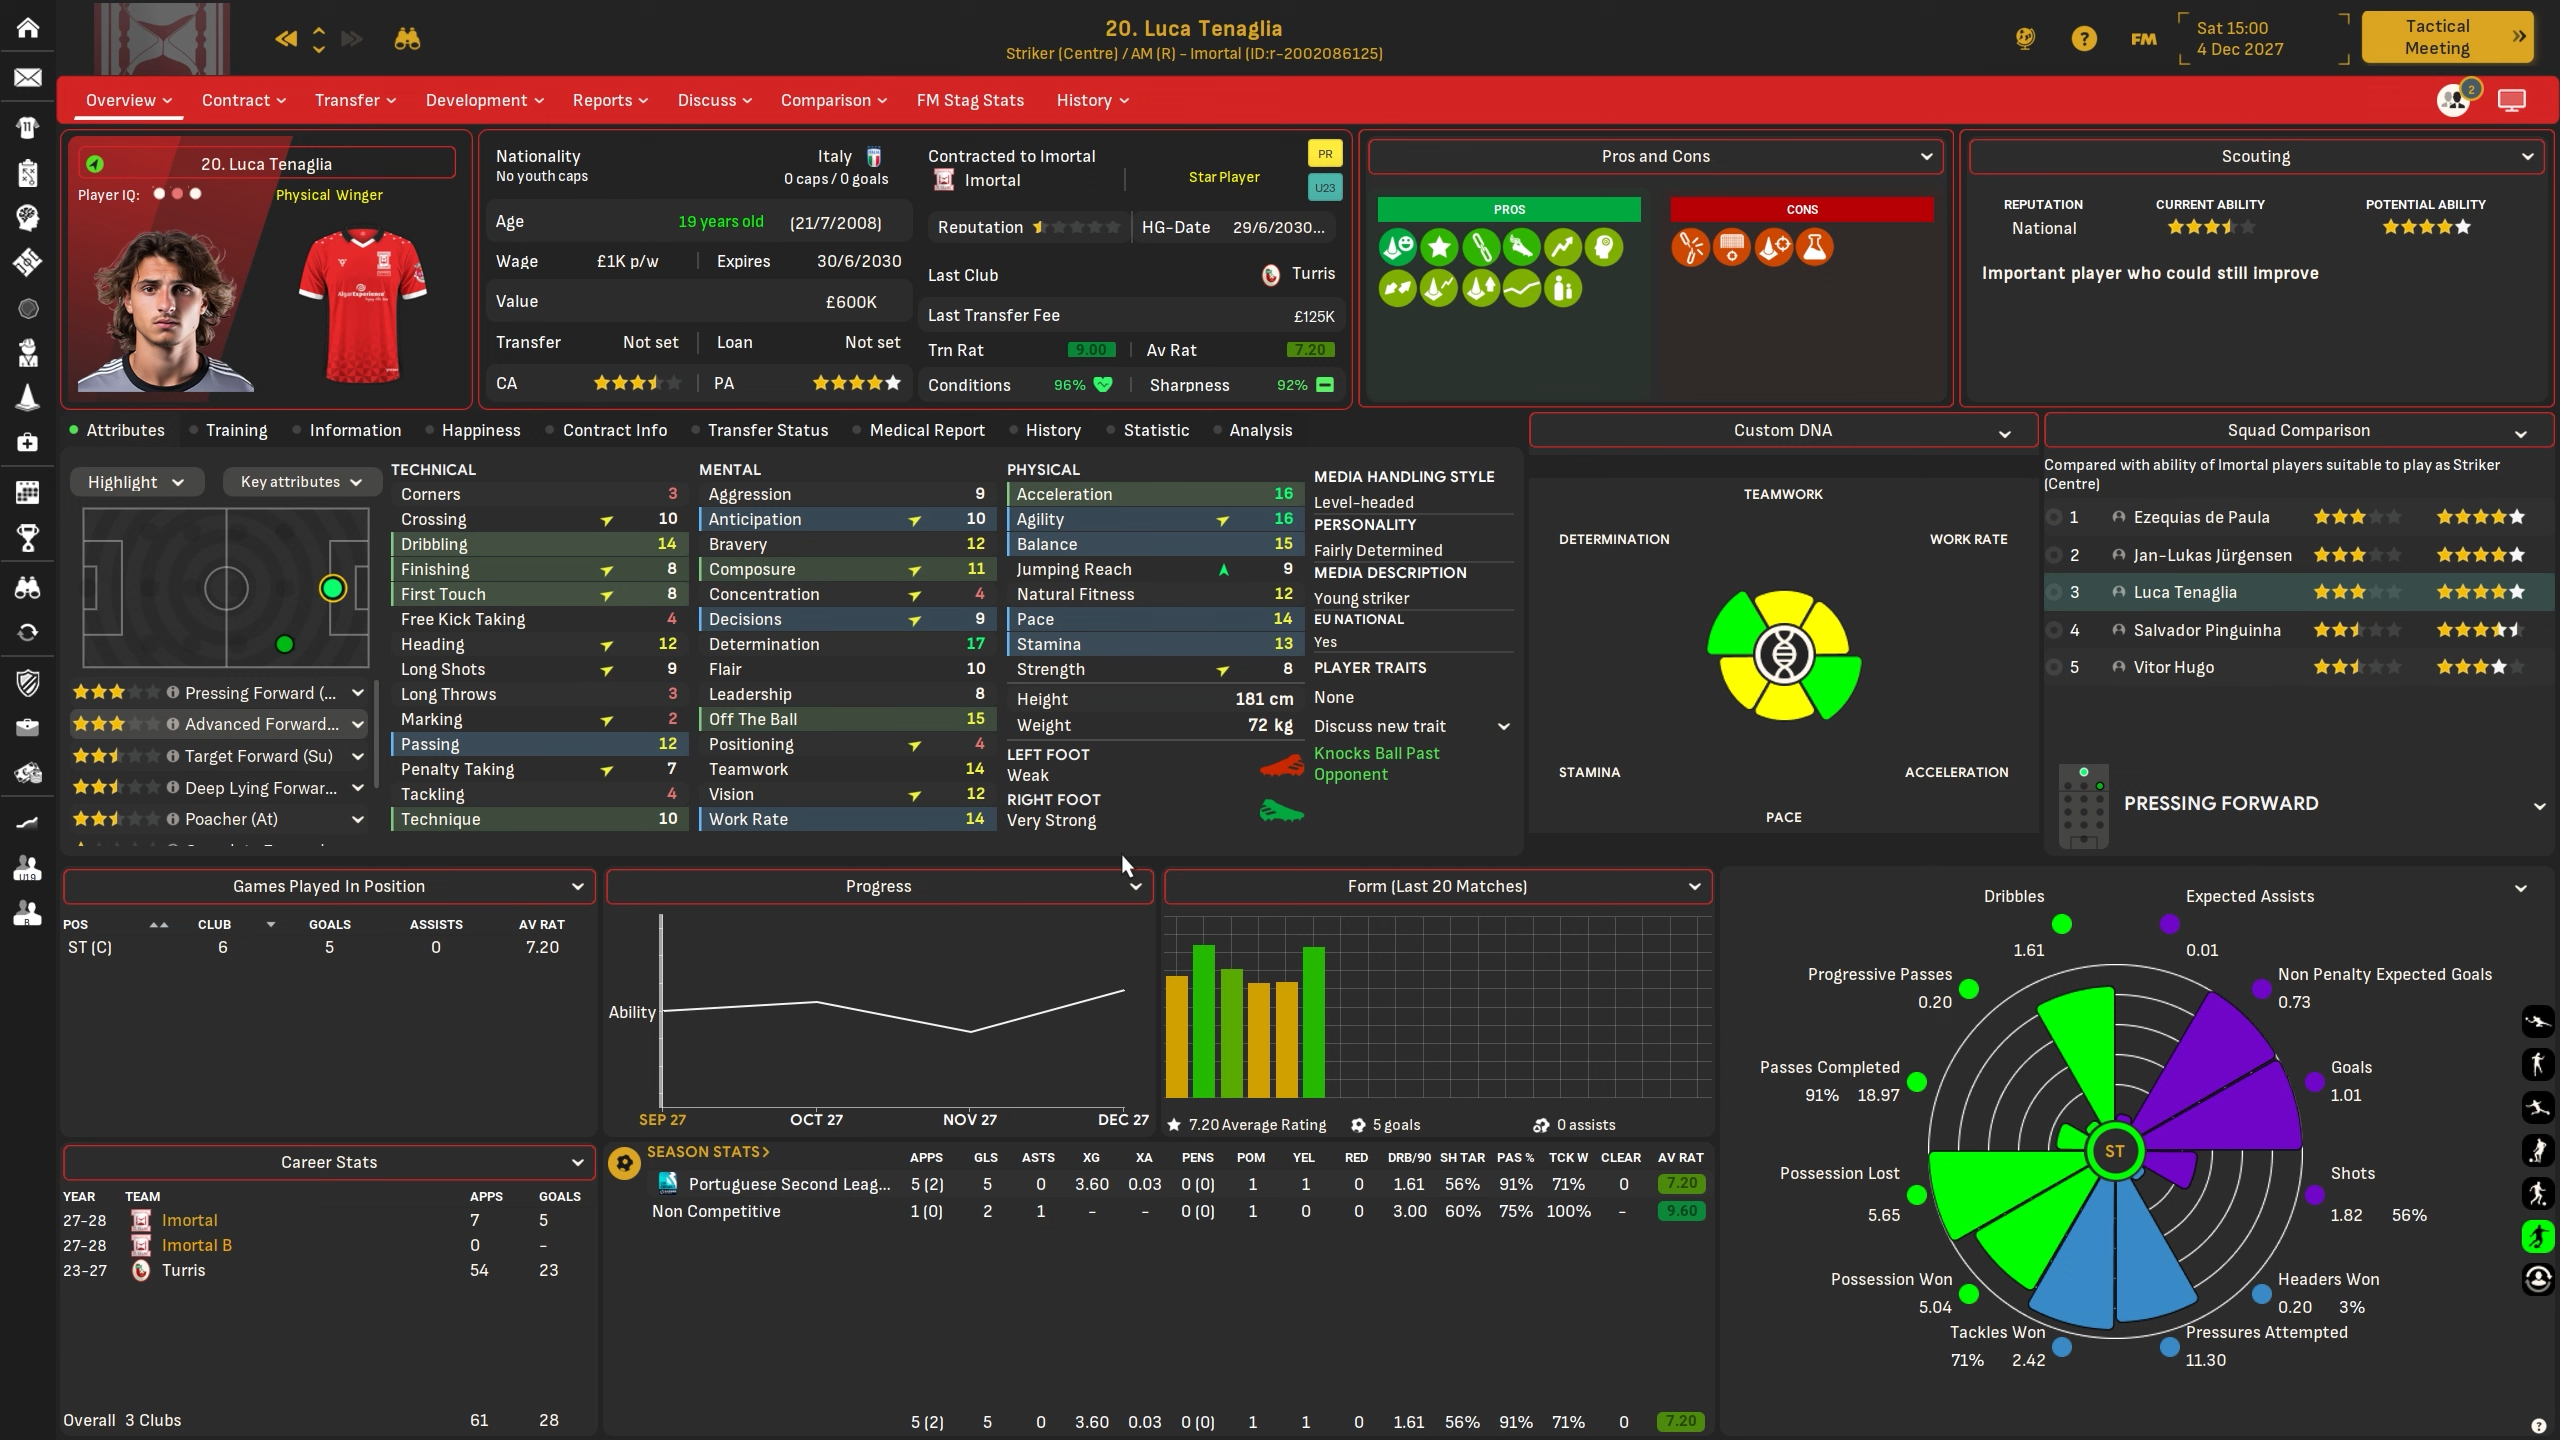 20. Luca Tenaglia
Striker (Centre) / AM (R) - Imortal (ID:r-2002086125)
FM
Sat 15:00
4 Dec 2027
Tactical
Meeting
Overview Contract Transfer Development Reports Discuss Comparison FM Stag Stats History
2
20. Luca Tenaglia
Player IQ:
Physical Winger
Nationality Italy
No youth caps 0 caps / 0 goals
Age 19 years old (21/7/2008)
Wage £1K p/w Expires 30/6/2030
Value £600K
Transfer Not set Loan Not set
CA PA
Contracted to Imortal
Imortal
Star Player
PR
U23
Reputation HG-Date 29/6/2030...
Last Club Turris
Last Transfer Fee £125K
Trn Rat 9.00 Av Rat 7.20
Conditions 96% Sharpness 92%
Pros and Cons
PROS CONS
Scouting
REPUTATION CURRENT ABILITY POTENTIAL ABILITY
National
Important player who could still improve
Attributes Training Information Happiness Contract Info Transfer Status Medical Report History Statistic Analysis
Highlight Key attributes
Pressing Forward (...
Advanced Forward...
Target Forward (Su)
Deep Lying Forwar...
Poacher (At)
TECHNICAL
Corners 3
Crossing 10
Dribbling 14
Finishing 8
First Touch 8
Free Kick Taking 4
Heading 12
Long Shots 9
Long Throws 3
Marking 2
Passing 12
Penalty Taking 7
Tackling 4
Technique 10
MENTAL
Aggression 9
Anticipation 10
Bravery 12
Composure 11
Concentration 4
Decisions 9
Determination 17
Flair 10
Leadership 8
Off The Ball 15
Positioning 4
Teamwork 14
Vision 12
Work Rate 14
PHYSICAL
Acceleration 16
Agility 16
Balance 15
Jumping Reach 9
Natural Fitness 12
Pace 14
Stamina 13
Strength 8
Height 181 cm
Weight 72 kg
LEFT FOOT
Weak
RIGHT FOOT
Very Strong
MEDIA HANDLING STYLE
Level-headed
PERSONALITY
Fairly Determined
MEDIA DESCRIPTION
Young striker
EU NATIONAL
Yes
PLAYER TRAITS
None
Discuss new trait
Knocks Ball Past
Opponent
Custom DNA
TEAMWORK
DETERMINATION WORK RATE
STAMINA ACCELERATION
PACE
Squad Comparison
Compared with ability of Imortal players suitable to play as Striker
(Centre)
1 Ezequias de Paula
2 Jan-Lukas Jürgensen
3 Luca Tenaglia
4 Salvador Pinguinha
5 Vitor Hugo
PRESSING FORWARD
Games Played In Position
POS CLUB GOALS ASSISTS AV RAT
ST (C) 6 5 0 7.20
Progress
Ability
SEP 27 OCT 27 NOV 27 DEC 27
Form (Last 20 Matches)
7.20 Average Rating 5 goals 0 assists
Career Stats
YEAR TEAM APPS GOALS
27-28 Imortal 7 5
27-28 Imortal B 0 -
23-27 Turris 54 23
Overall 3 Clubs 61 28
SEASON STATS> APPS GLS ASTS XG XA PENS POM YEL RED DRB/90 SH TAR PAS % TCK W CLEAR AV RAT
Portuguese Second Leag... 5 (2) 5 0 3.60 0.03 0 (0) 1 1 0 1.61 56% 91% 71% 0 7.20
Non Competitive 1 (0) 2 1 - - 0 (0) 1 0 0 3.00 60% 75% 100% - 9.60
5 (2) 5 0 3.60 0.03 0 (0) 1 1 0 1.61 56% 91% 71% 0 7.20
Dribbles
1.61
Expected Assists
0.01
Progressive Passes
0.20
Non Penalty Expected Goals
0.73
Passes Completed
91% 18.97
Goals
1.01
ST
Possession Lost
5.65
Shots
1.82 56%
Possession Won
5.04
Headers Won
0.20 3%
Tackles Won
71% 2.42
Pressures Attempted
11.30
U19
B